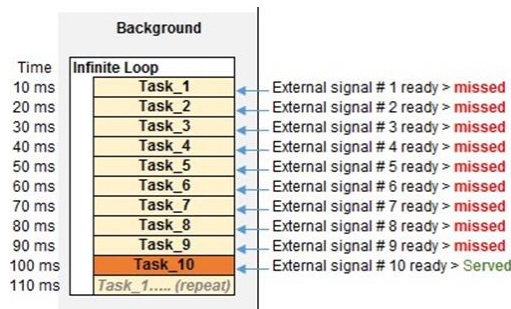 Background
Time Infinite Loop
10 ms Task_1 External signal # 1 ready > missed
20 ms Task_2 External signal # 2 ready > missed
30 ms Task_3 External signal # 3 ready > missed
40 ms Task_4 External signal # 4 ready > missed
50 ms Task_5 External signal # 5 ready > missed
60 ms Task_6 External signal # 6 ready > missed
70 ms Task_7 External signal # 7 ready > missed
80 ms Task_8 External signal # 8 ready > missed
90 ms Task_9 External signal # 9 ready > missed
100 ms Task_10 External signal # 10 ready > Served
110 ms Task_1..... (repeat)